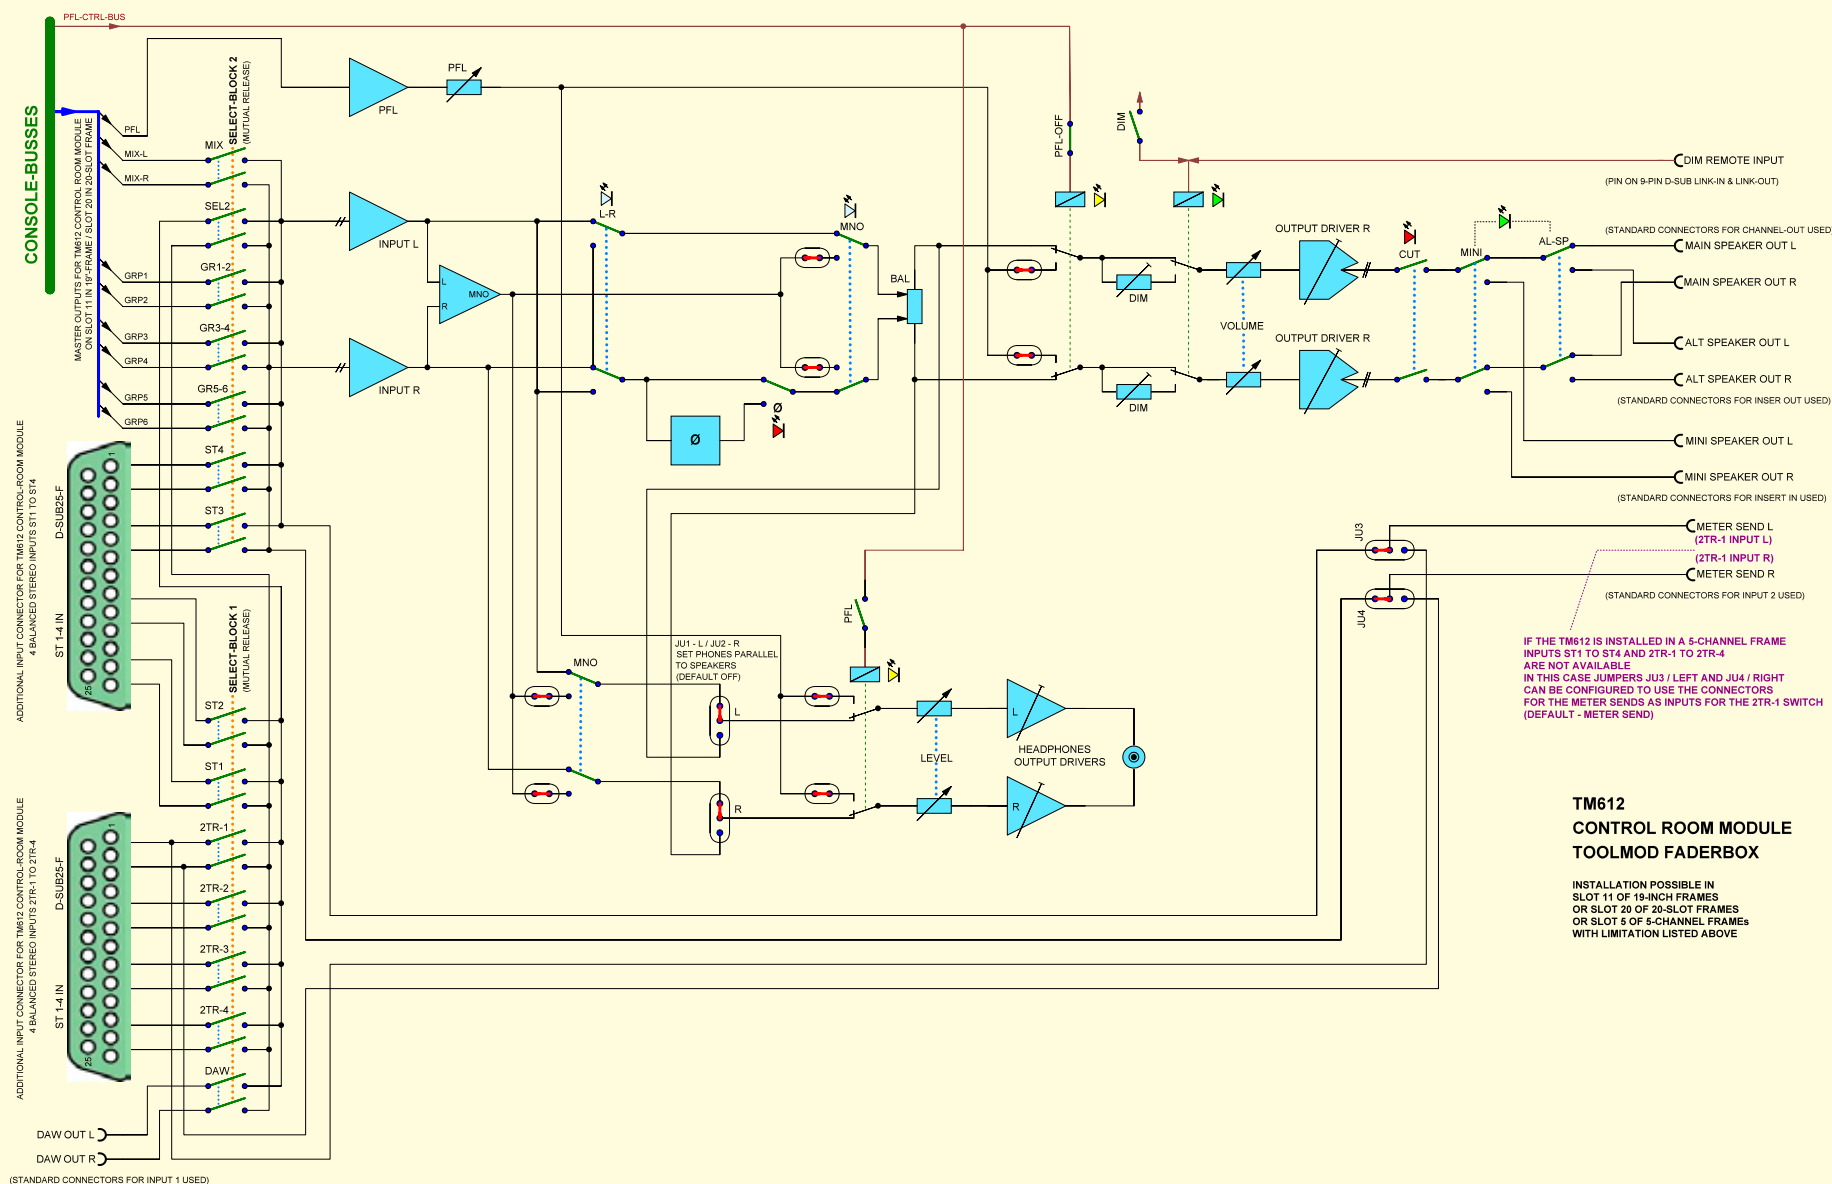 PFL-CTRL-BUS
CONSOLE-BUSSES
MASTER OUTPUTS FOR TM612 CONTROL ROOM MODULE
ON SLOT 11 IN 19"-FRAME / SLOT 20 IN 20-SLOT FRAME
PFL
MIX-L
MIX-R
GRP1
GRP2
GRP3
GRP4
GRP5
GRP6
SELECT-BLOCK 2
(MUTUAL RELEASE)
MIX
SEL2
GR1-2
GR3-4
GR5-6
ST4
ST3
ADDITIONAL INPUT CONNECTOR FOR TM612 CONTROL-ROOM MODULE
4 BALANCED STEREO INPUTS ST1 TO ST4
D-SUB25-F
ST 1-4 IN
1
25
SELECT-BLOCK 1
(MUTUAL RELEASE)
ST2
ST1
2TR-1
2TR-2
2TR-3
2TR-4
DAW
ADDITIONAL INPUT CONNECTOR FOR TM612 CONTROL-ROOM MODULE
4 BALANCED STEREO INPUTS 2TR-1 TO 2TR-4
D-SUB25-F
ST 1-4 IN
1
25
DAW OUT L
DAW OUT R
(STANDARD CONNECTORS FOR INPUT 1 USED)
PFL
PFL
INPUT L
INPUT R
L
R
MNO
L-R
MNO
Ø
Ø
BAL
PFL-OFF
DIM
DIM
DIM
VOLUME
OUTPUT DRIVER R
OUTPUT DRIVER R
CUT
MINI
AL-SP
DIM REMOTE INPUT
(PIN ON 9-PIN D-SUB LINK-IN & LINK-OUT)
(STANDARD CONNECTORS FOR CHANNEL-OUT USED)
MAIN SPEAKER OUT L
MAIN SPEAKER OUT R
ALT SPEAKER OUT L
ALT SPEAKER OUT R
(STANDARD CONNECTORS FOR INSER OUT USED)
MINI SPEAKER OUT L
MINI SPEAKER OUT R
(STANDARD CONNECTORS FOR INSERT IN USED)
JU3
JU4
METER SEND L
(2TR-1 INPUT L)
(2TR-1 INPUT R)
METER SEND R
(STANDARD CONNECTORS FOR INPUT 2 USED)
IF THE TM612 IS INSTALLED IN A 5-CHANNEL FRAME
INPUTS ST1 TO ST4 AND 2TR-1 TO 2TR-4
ARE NOT AVAILABLE
IN THIS CASE JUMPERS JU3 / LEFT AND JU4 / RIGHT
CAN BE CONFIGURED TO USE THE CONNECTORS
FOR THE METER SENDS AS INPUTS FOR THE 2TR-1 SWITCH
(DEFAULT - METER SEND)
MNO
JU1 - L / JU2 - R
SET PHONES PARALLEL
TO SPEAKERS
(DEFAULT OFF)
L
R
PFL
LEVEL
L
R
HEADPHONES
OUTPUT DRIVERS
TM612
CONTROL ROOM MODULE
TOOLMOD FADERBOX
INSTALLATION POSSIBLE IN
SLOT 11 OF 19-INCH FRAMES
OR SLOT 20 OF 20-SLOT FRAMES
OR SLOT 5 OF 5-CHANNEL FRAMEs
WITH LIMITATION LISTED ABOVE